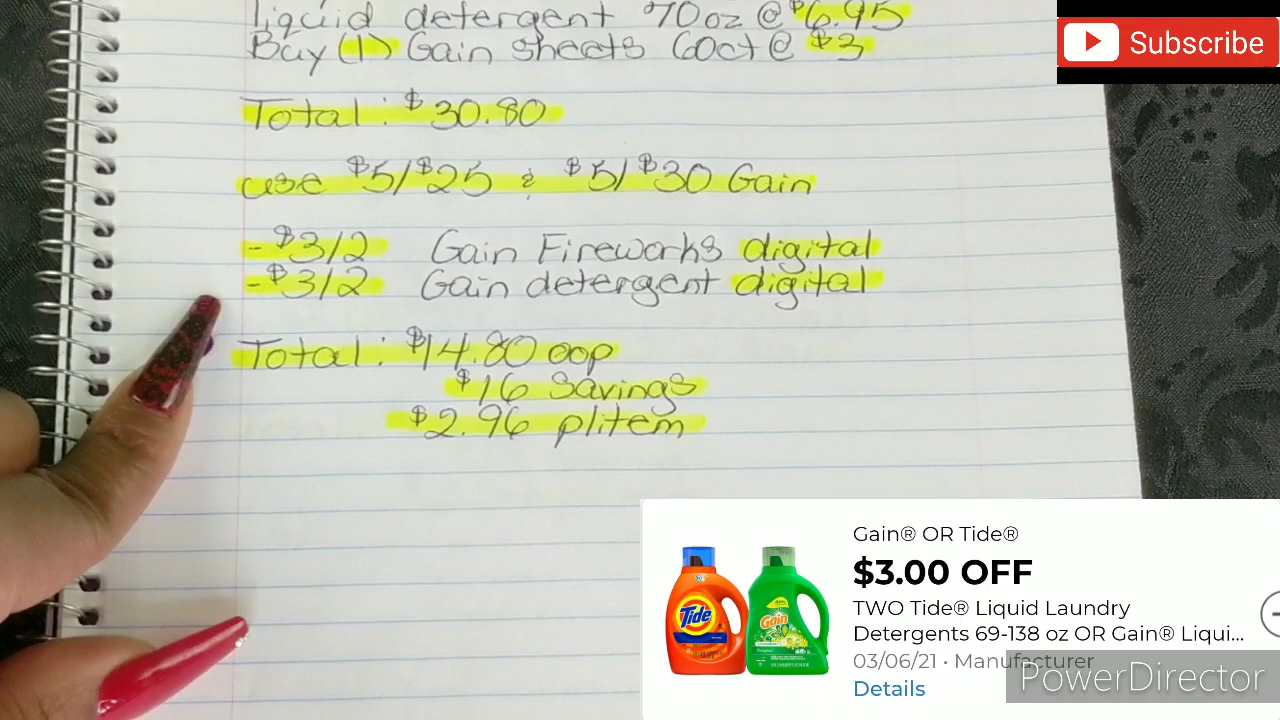 liquid detergent 70oz @ $6.95
Buy (1) Gain sheets 60ct @ $3
Total: $30.80
use $5/$25 & $5/$30 Gain
- $3/2 Gain Fireworks digital
- $3/2 Gain detergent digital
Total: $14.80 oop
$16 savings
$2.96 p/item
Subscribe
Gain® OR Tide®
$3.00 OFF
TWO Tide® Liquid Laundry
Detergents 69-138 oz OR Gain® Liqui...
03/06/21 • Manufacturer
Details
Tide
Gain
PowerDirector